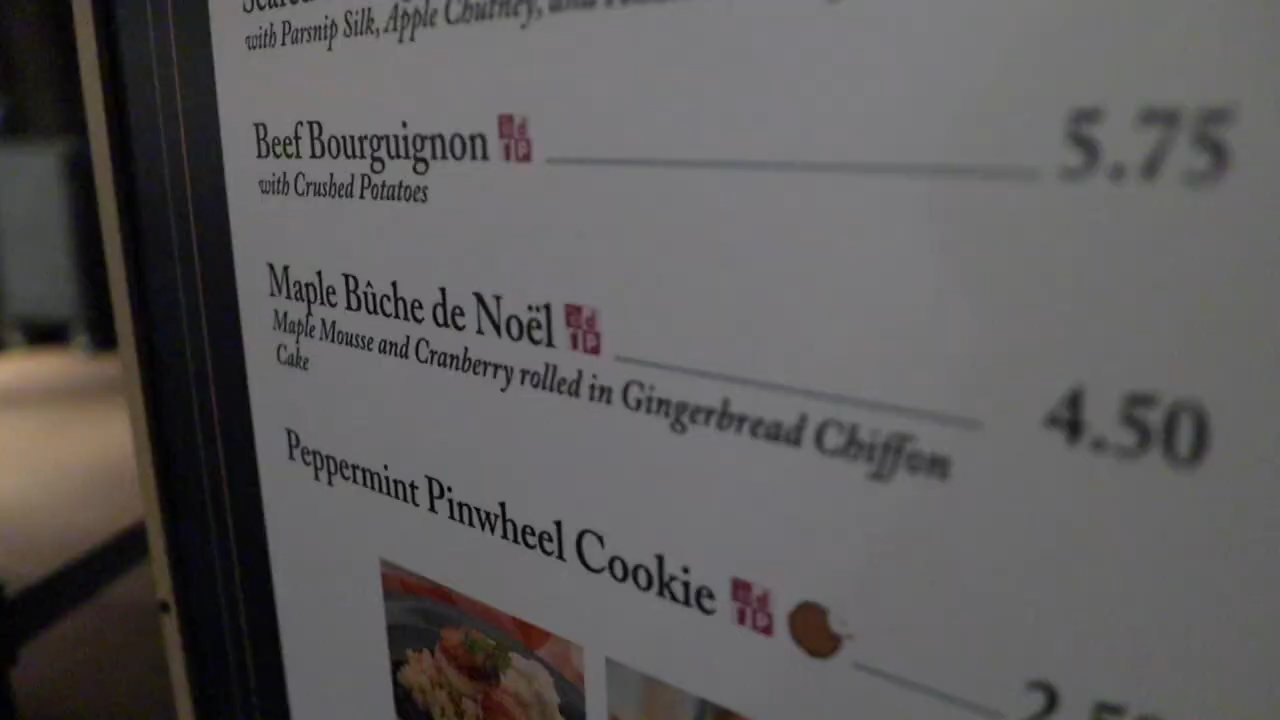 with Parsnip Silk, Apple Chutney,
Beef Bourguignon 5.75
with Crushed Potatoes
Maple Bûche de Noël 4.50
Maple Mousse and Cranberry rolled in Gingerbread Chiffon
Cake
Peppermint Pinwheel Cookie